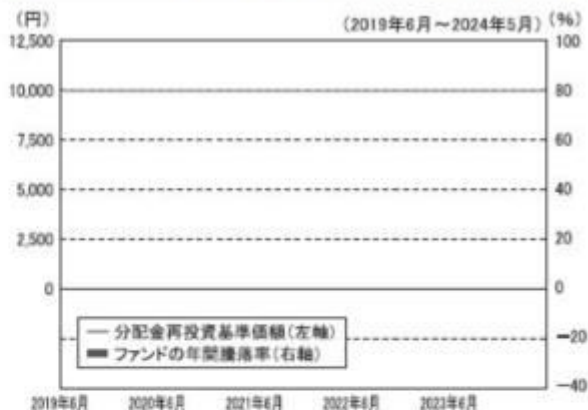 (円) (2019年6月～2024年5月) (%)
12,500 100
10,000 80
7,500 60
5,000 40
2,500 20
0 0
分配金再投資基準価額(左軸)
-20
ファンドの年間騰落率(右軸)
-40
2019年6月 2020年6月 2021年6月 2022年6月 2023年6月